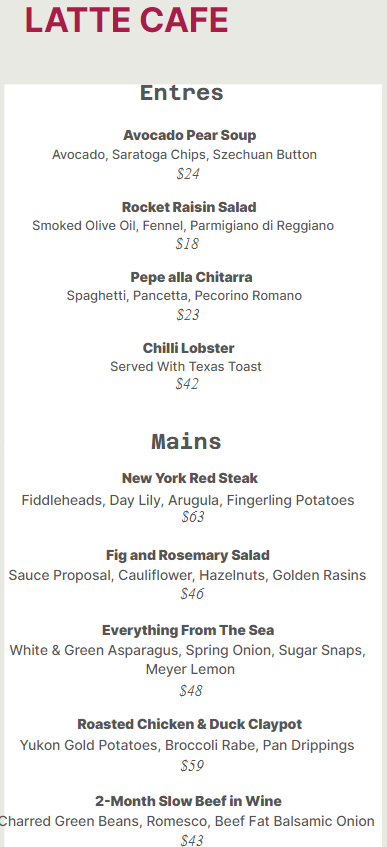 LATTE CAFE
Entres
Avocado Pear Soup
Avocado, Saratoga Chips, Szechuan Button
$24
Rocket Raisin Salad
Smoked Olive Oil, Fennel, Parmigiano di Reggiano
$18
Pepe alla Chitarra
Spaghetti, Pancetta, Pecorino Romano
$23
Chilli Lobster
Served With Texas Toast
$42
Mains
New York Red Steak
Fiddleheads, Day Lily, Arugula, Fingerling Potatoes
$63
Fig and Rosemary Salad
Sauce Proposal, Cauliflower, Hazelnuts, Golden Rasins
$46
Everything From The Sea
White & Green Asparagus, Spring Onion, Sugar Snaps,
Meyer Lemon
$48
Roasted Chicken & Duck Claypot
Yukon Gold Potatoes, Broccoli Rabe, Pan Drippings
$59
2-Month Slow Beef in Wine
Charred Green Beans, Romesco, Beef Fat Balsamic Onion
$43